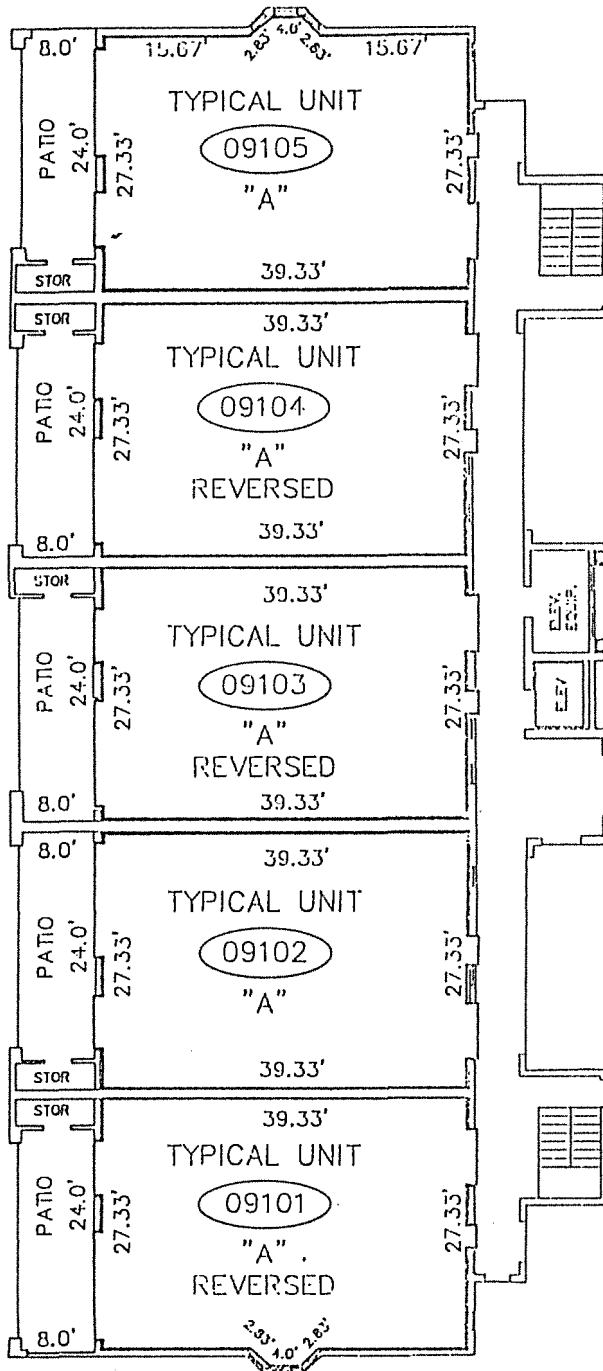 8.0'
15.67'
2.83'
4.0'
2.83'
15.67'
TYPICAL UNIT
09105
"A"
PATIO
24.0'
27.33'
27.33'
STOR
39.33'
STOR
39.33'
TYPICAL UNIT
09104
"A"
REVERSED
PATIO
24.0'
27.33'
27.33'
8.0'
39.33'
STOR
39.33'
TYPICAL UNIT
09103
"A"
REVERSED
PATIO
24.0'
27.33'
27.33'
ELEV.
EQUIP.
ELEV
8.0'
39.33'
8.0'
39.33'
TYPICAL UNIT
09102
"A"
PATIO
24.0'
27.33'
27.33'
STOR
39.33'
STOR
39.33'
TYPICAL UNIT
09101
"A"
REVERSED
PATIO
24.0'
27.33'
27.33'
8.0'
2.83'
4.0'
2.83'